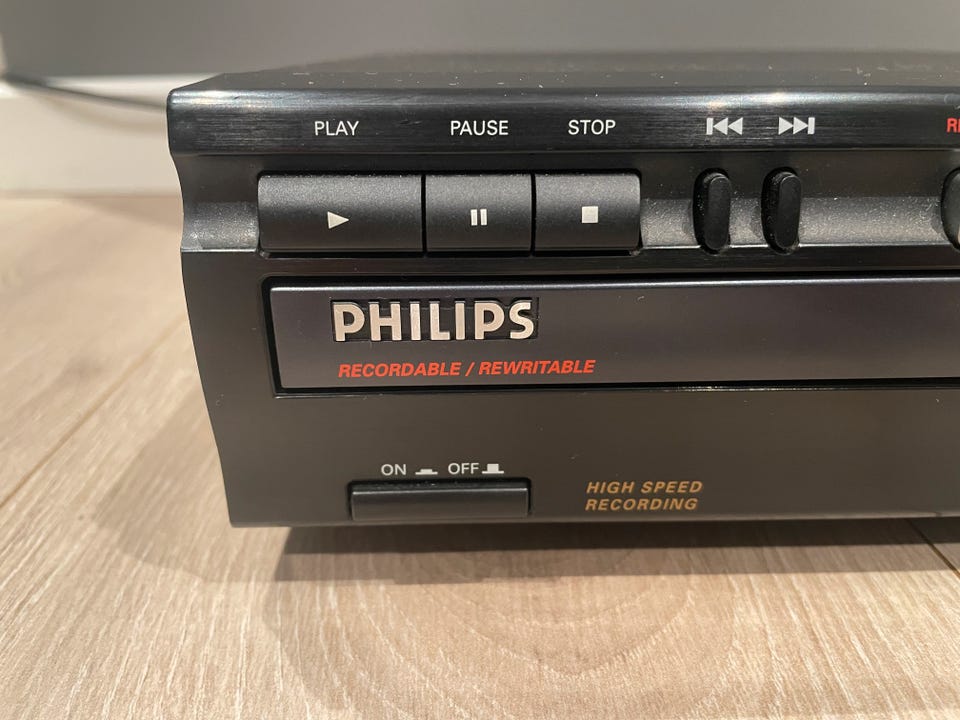 PLAY PAUSE STOP
PHILIPS
RECORDABLE / REWRITABLE
ON OFF
HIGH SPEED
RECORDING